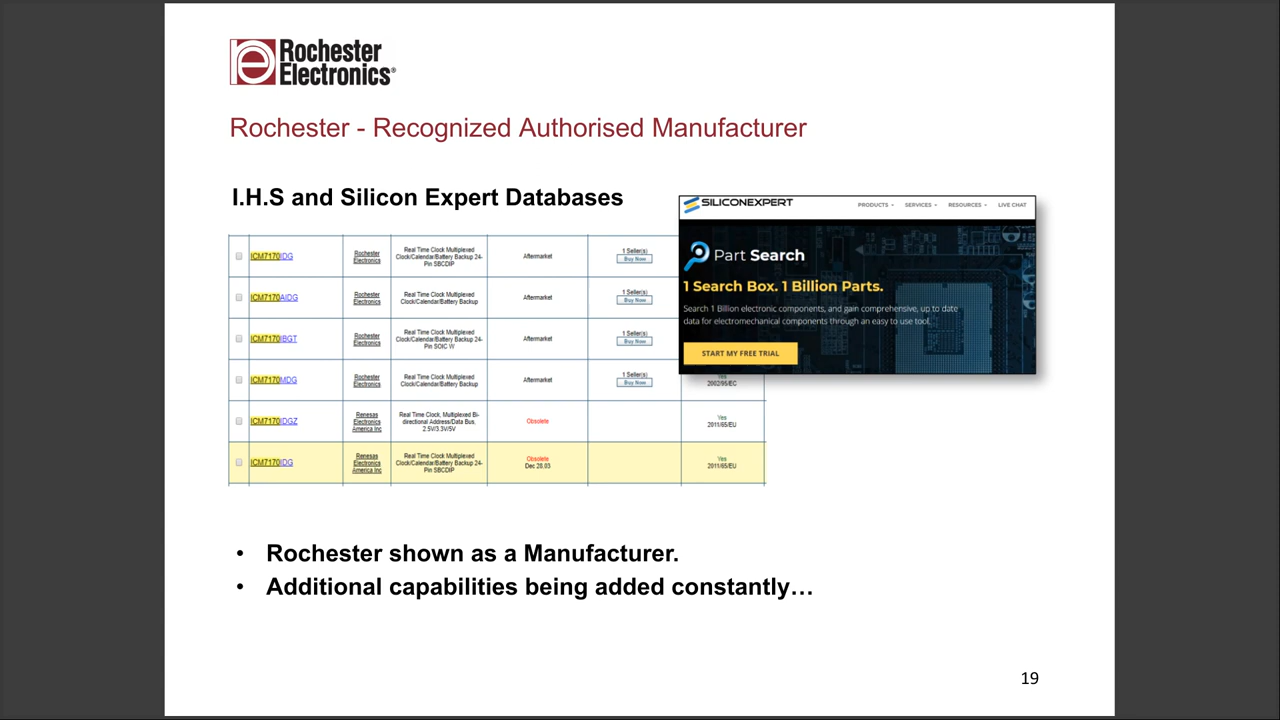 Rochester
Electronics®
Rochester - Recognized Authorised Manufacturer
I.H.S and Silicon Expert Databases
ICM7170IDG
Rochester
Electronics
Real Time Clock Multiplexed
Clock/Calendar/Battery Backup 24-
Pin SBCDIP
Aftermarket
1 Seller(s)
Buy Now
ICM7170AIDG
Rochester
Electronics
Real Time Clock Multiplexed
Clock/Calendar/Battery Backup
Aftermarket
1 Seller(s)
Buy Now
ICM7170IBGT
Rochester
Electronics
Real Time Clock Multiplexed
Clock/Calendar/Battery Backup 24-
Pin SOIC W
Aftermarket
1 Seller(s)
Buy Now
ICM7170MDG
Rochester
Electronics
Real Time Clock Multiplexed
Clock/Calendar/Battery Backup
Aftermarket
1 Seller(s)
Buy Now
Yes
2002/95/EC
ICM7170IDGZ
Renesas
Electronics
America Inc
Real Time Clock, Multiplexed Bi-
directional Address/Data Bus,
2.5V/3.3V/5V
Obsolete
Yes
2011/65/EU
ICM7170IDG
Renesas
Electronics
America Inc
Real Time Clock Multiplexed
Clock/Calendar/Battery Backup 24-
Pin SBCDIP
Obsolete
Dec 28.03
Yes
2011/65/EU
SILICONEXPERT
PRODUCTS
SERVICES
RESOURCES
LIVE CHAT
Part Search
1 Search Box. 1 Billion Parts.
Search 1 Billion electronic components, and gain comprehensive, up to date
data for electromechanical components through an easy to use tool.
START MY FREE TRIAL
• Rochester shown as a Manufacturer.
• Additional capabilities being added constantly…
19